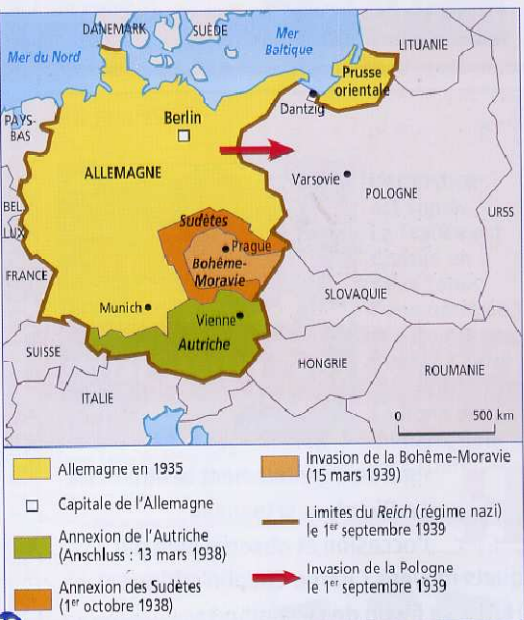 DANEMARK
SUÈDE
Mer du Nord
Mer
Baltique
LITUANIE
Prusse
orientale
Dantzig
PAYS-
BAS
Berlin
ALLEMAGNE
Varsovie
POLOGNE
URSS
BEL.
LUX.
Sudètes
Prague
Bohême-
Moravie
FRANCE
SLOVAQUIE
Munich
Vienne
Autriche
SUISSE
HONGRIE
ROUMANIE
ITALIE
0 500 km
Allemagne en 1935
Capitale de l'Allemagne
Annexion de l'Autriche
(Anschluss : 13 mars 1938)
Annexion des Sudètes
(1er octobre 1938)
Invasion de la Bohême-Moravie
(15 mars 1939)
Limites du Reich (régime nazi)
le 1er septembre 1939
Invasion de la Pologne
le 1er septembre 1939